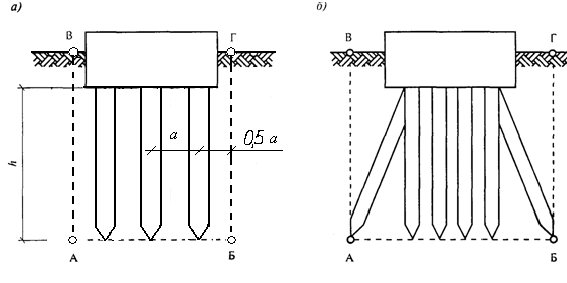 а) б)
В Г В Г
а 0,5 а
h
А Б А Б